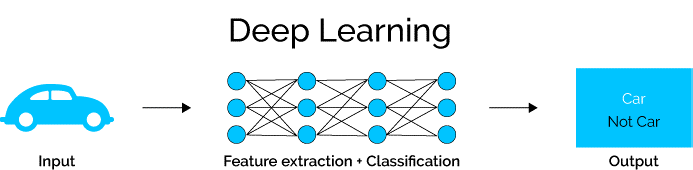 Deep Learning
Car
Not Car
Input
Feature extraction + Classification
Output